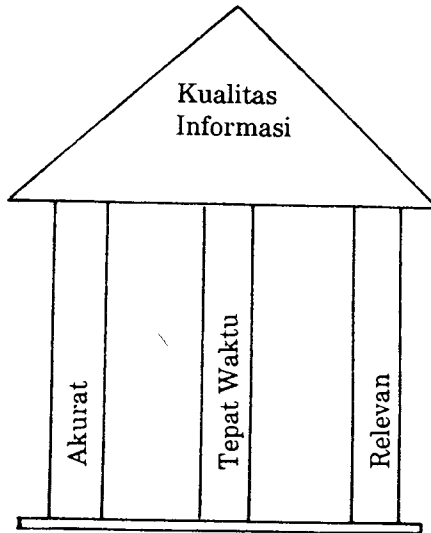 Kualitas
Informasi
Akurat
Tepat Waktu
Relevan